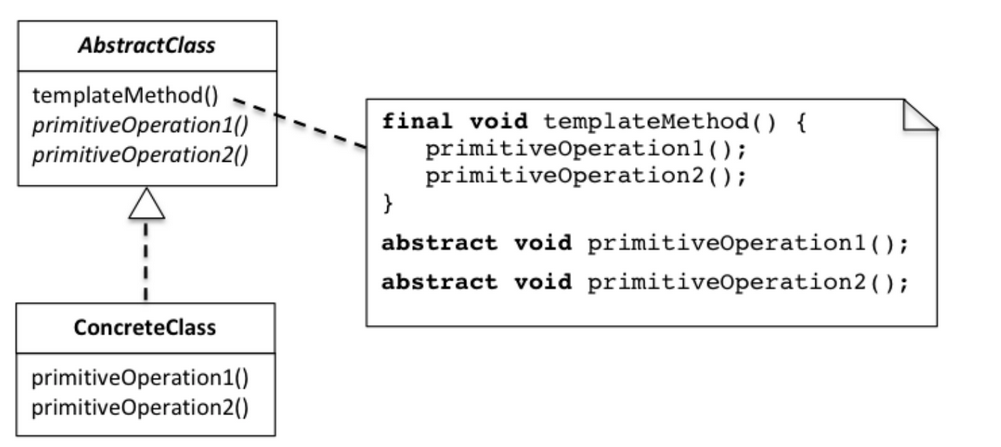 AbstractClass
templateMethod()
primitiveOperation1()
primitiveOperation2()
final void templateMethod() {
primitiveOperation1();
primitiveOperation2();
}
abstract void primitiveOperation1();
abstract void primitiveOperation2();
ConcreteClass
primitiveOperation1()
primitiveOperation2()